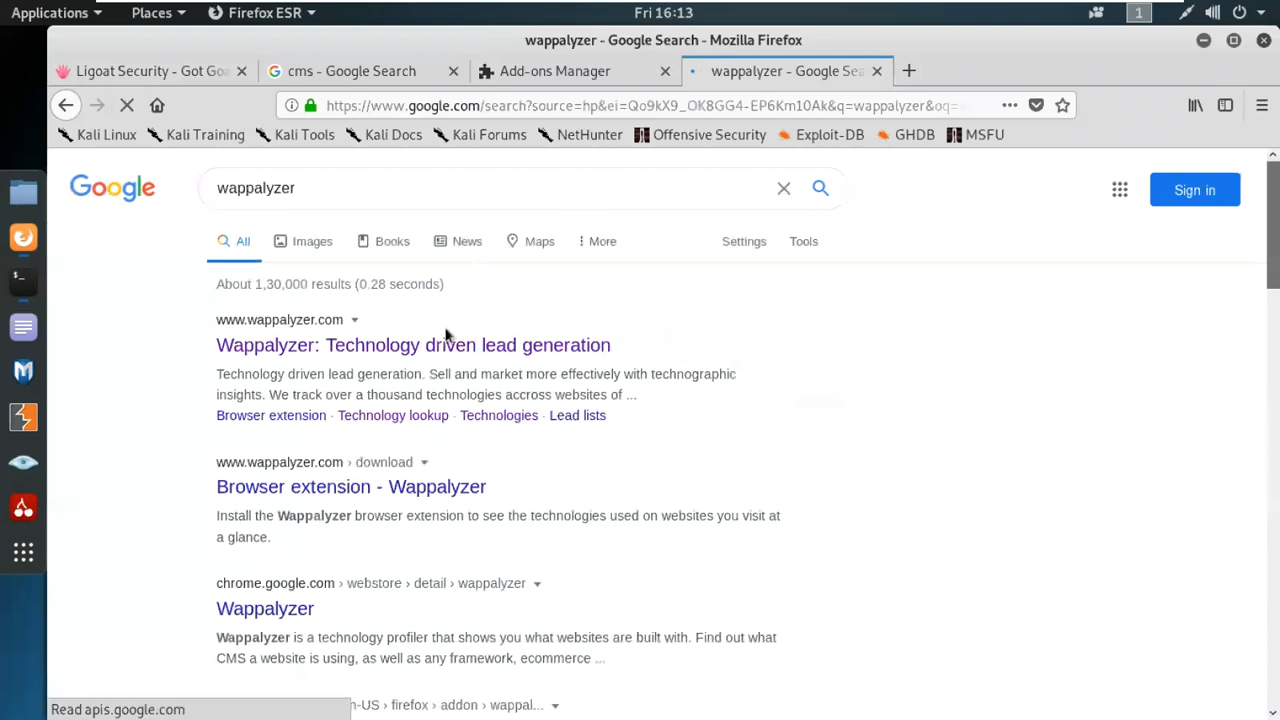 Applications Places Firefox ESR Fri 16:13 1
wappalyzer - Google Search - Mozilla Firefox
Ligoat Security - Got Go cms - Google Search Add-ons Manager wappalyzer - Google Sea
https://www.google.com/search?source=hp&ei=Qo9kX9_OK8GG4-EP6Km10Ak&q=wappalyzer&oq=
Kali Linux Kali Training Kali Tools Kali Docs Kali Forums NetHunter Offensive Security Exploit-DB GHDB MSFU
Google wappalyzer Sign in
All Images Books News Maps More Settings Tools
About 1,30,000 results (0.28 seconds)
www.wappalyzer.com
Wappalyzer: Technology driven lead generation
Technology driven lead generation. Sell and market more effectively with technographic
insights. We track over a thousand technologies accross websites of ...
Browser extension · Technology lookup · Technologies · Lead lists
www.wappalyzer.com › download
Browser extension - Wappalyzer
Install the Wappalyzer browser extension to see the technologies used on websites you visit at
a glance.
chrome.google.com › webstore › detail › wappalyzer
Wappalyzer
Wappalyzer is a technology profiler that shows you what websites are built with. Find out what
CMS a website is using, as well as any framework, ecommerce ...
n-US › firefox › addon › wappal...
Read apis.google.com